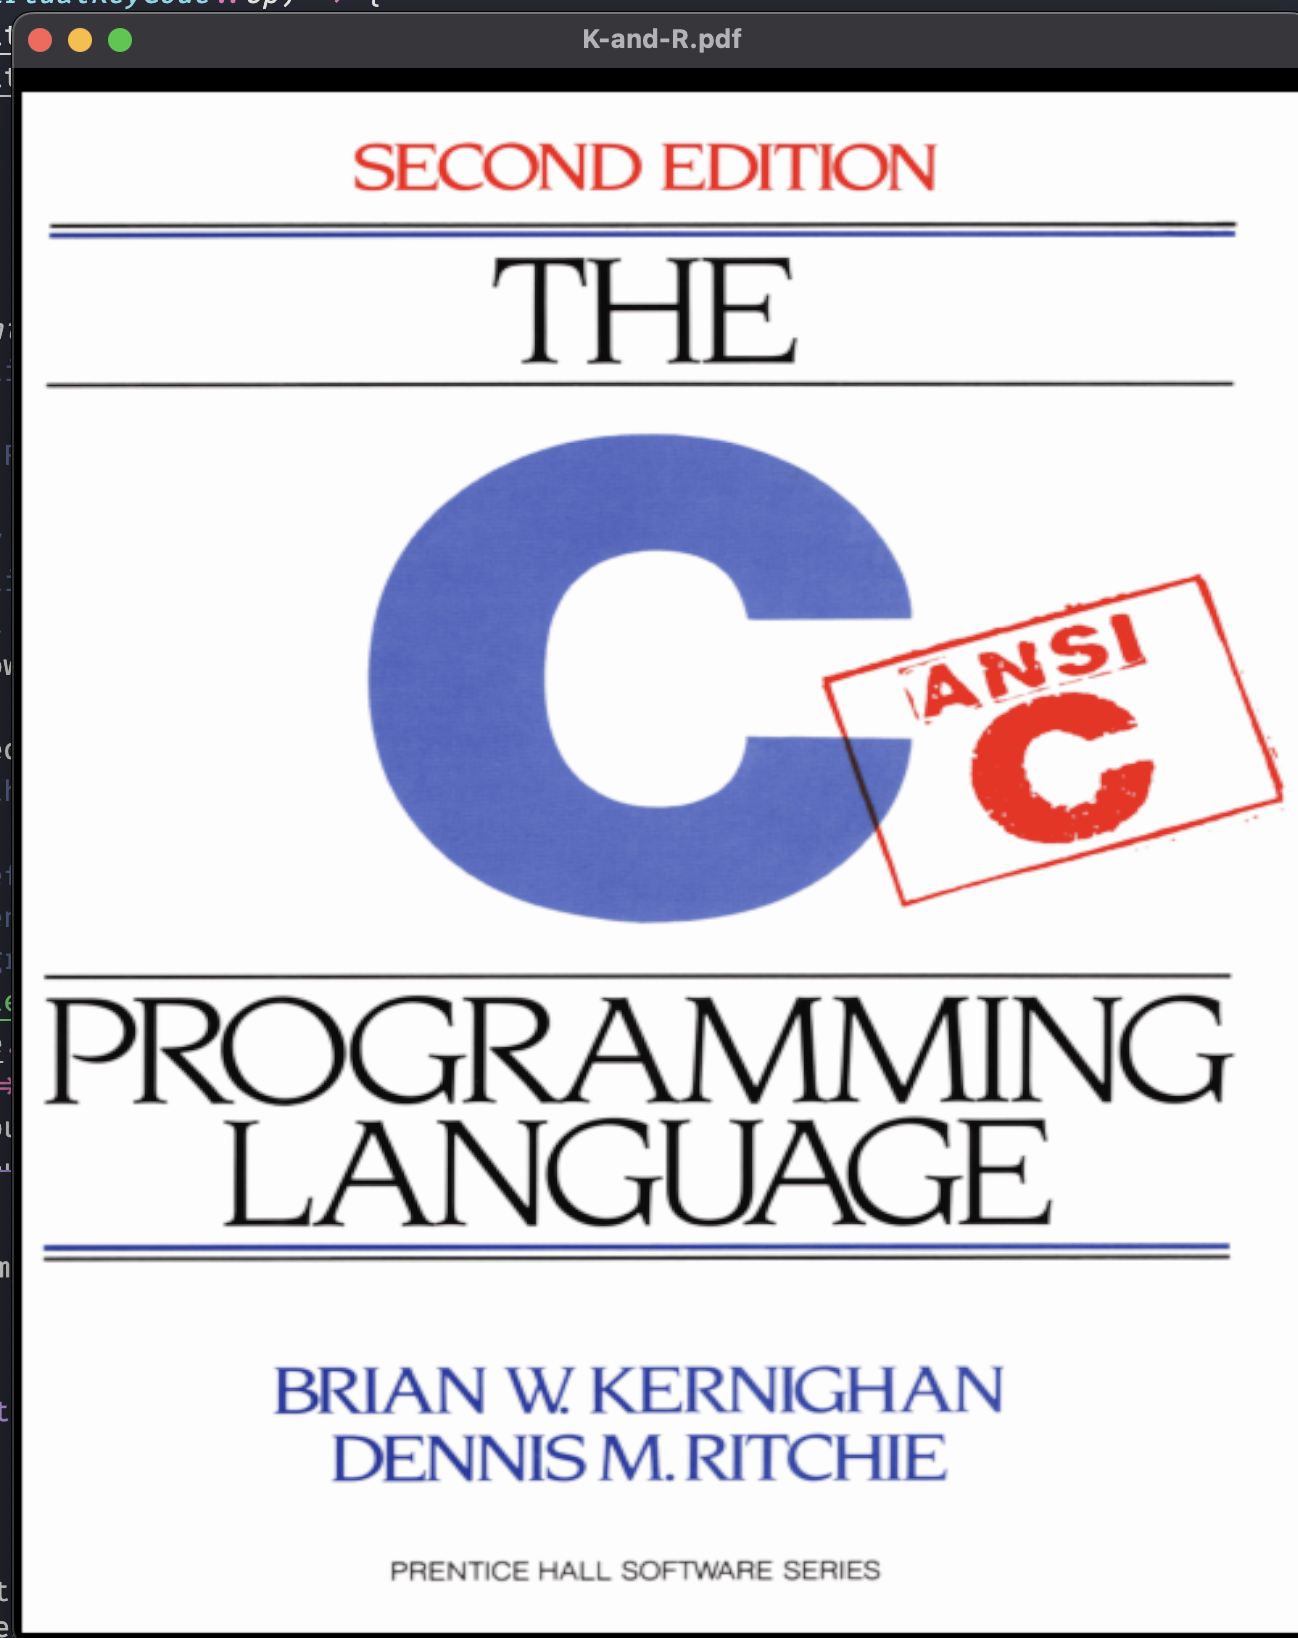 K-and-R.pdf
SECOND EDITION
THE
C
ANSI
C
PROGRAMMING
LANGUAGE
BRIAN W. KERNIGHAN
DENNIS M. RITCHIE
PRENTICE HALL SOFTWARE SERIES